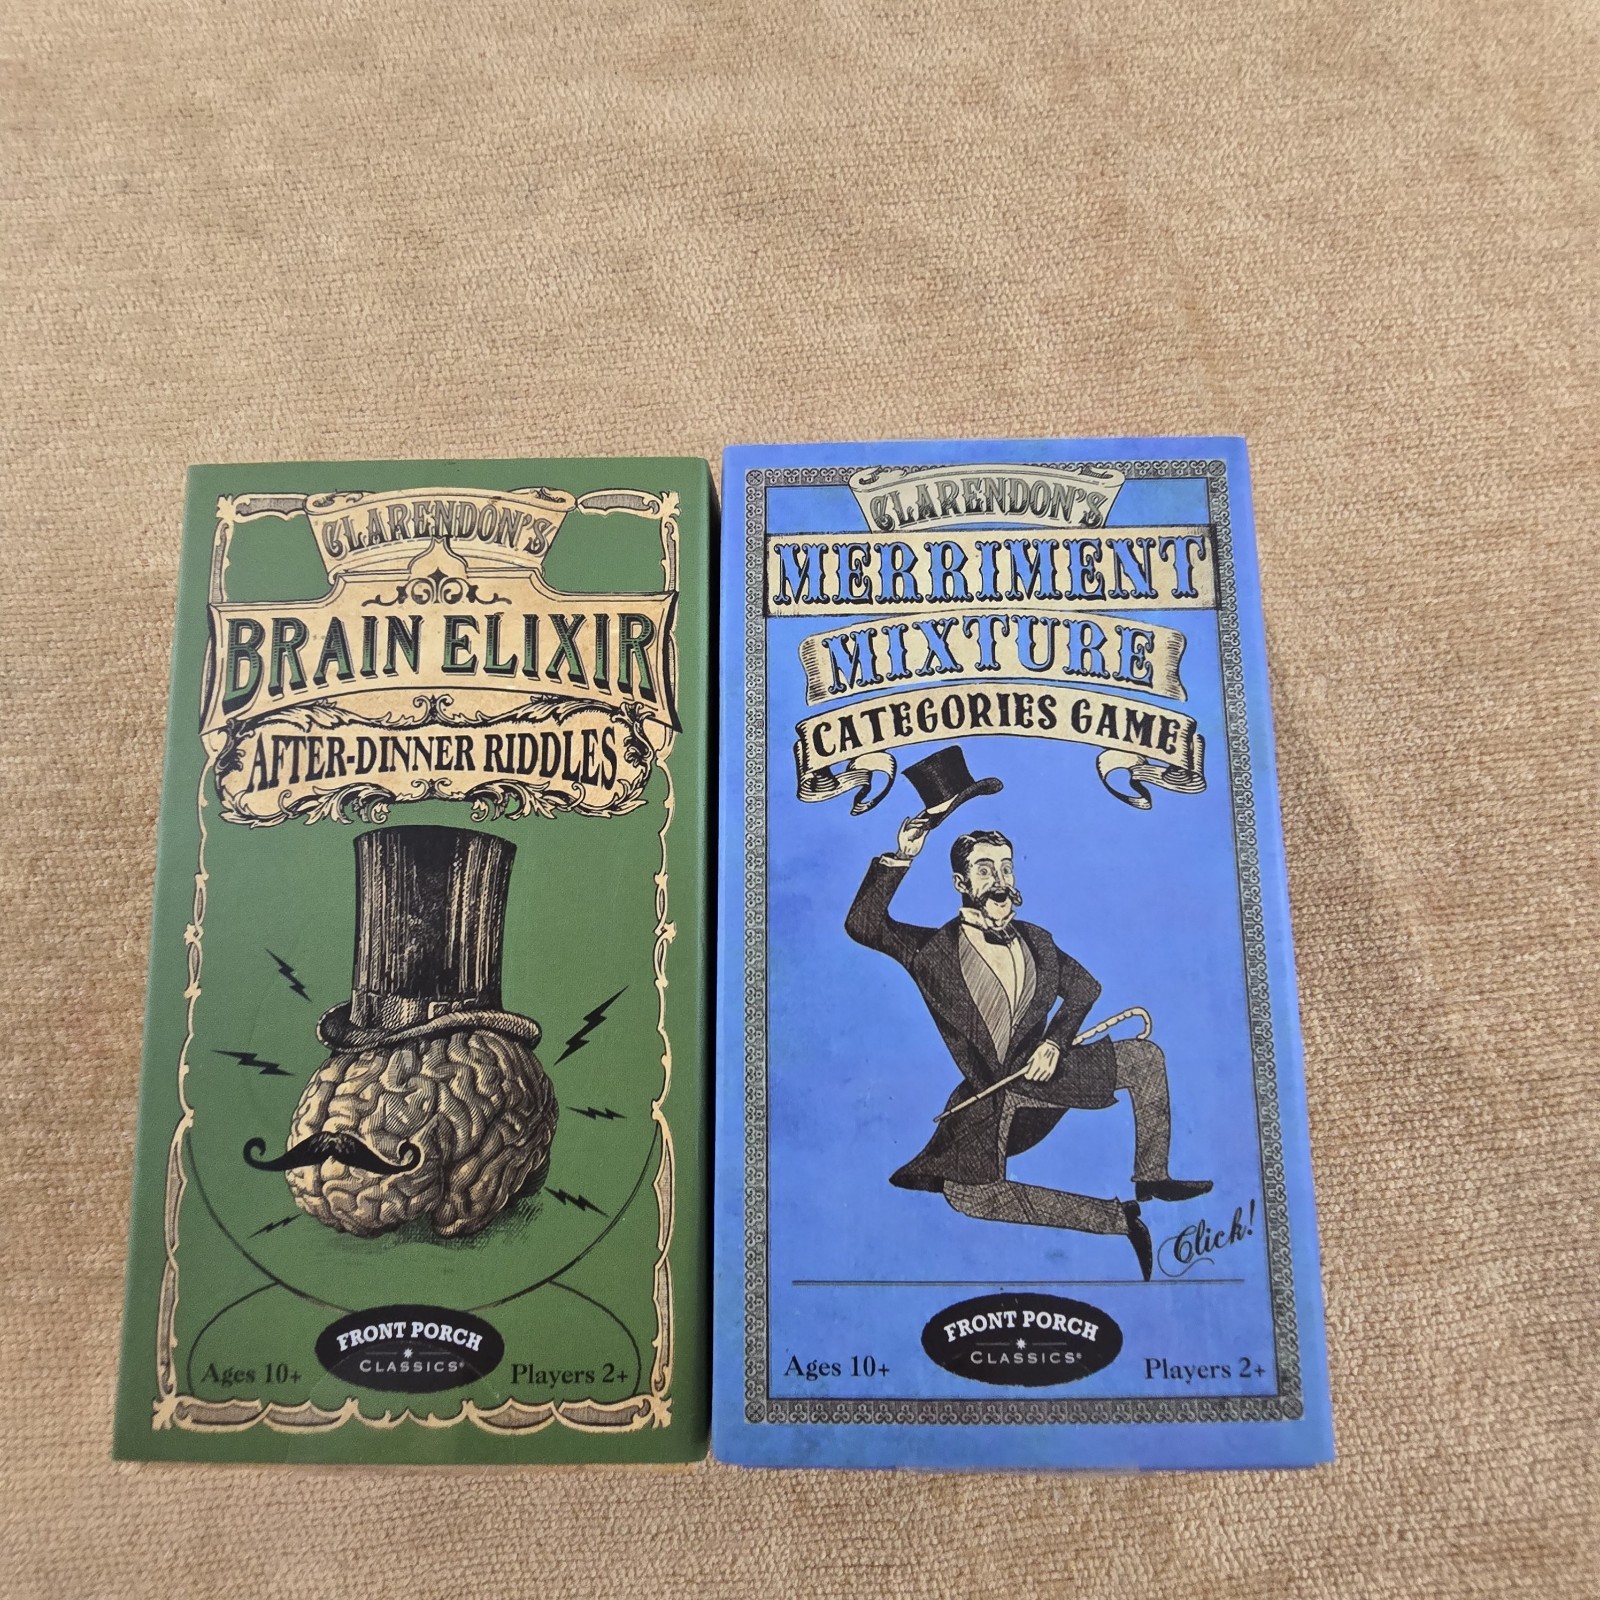 CLARENDON'S
BRAIN ELIXIR
AFTER-DINNER RIDDLES
FRONT PORCH
CLASSICS®
Ages 10+
Players 2+
CLARENDON'S
MERRIMENT
MIXTURE
CATEGORIES GAME
Click!
FRONT PORCH
CLASSICS®
Ages 10+
Players 2+